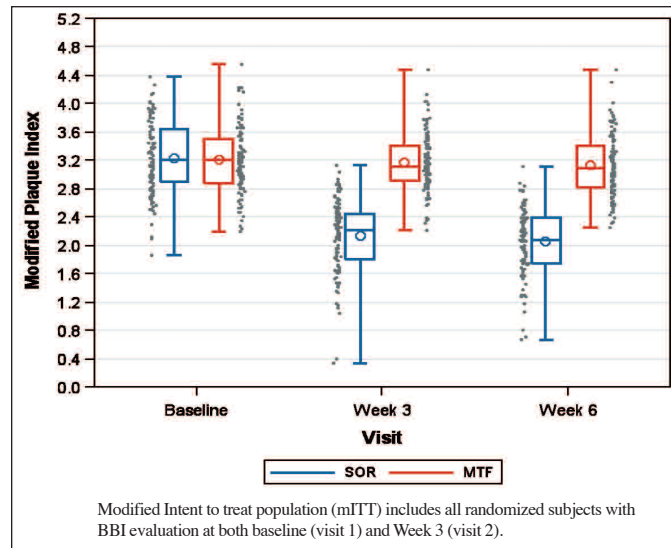 Modified Plaque Index
5.2
4.8
4.4
4.0
3.6
3.2
2.8
2.4
2.0
1.6
1.2
0.8
0.4
0.0
Baseline Week 3 Week 6
Visit
SOR MTF
Modified Intent to treat population (mITT) includes all randomized subjects with
BBI evaluation at both baseline (visit 1) and Week 3 (visit 2).